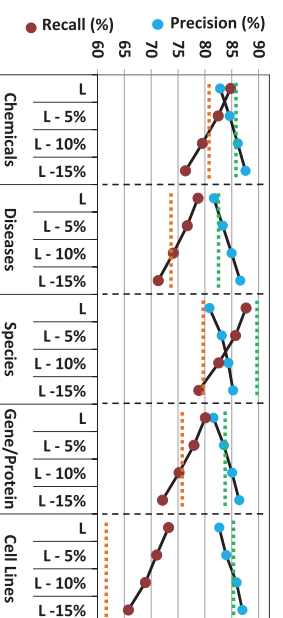 Recall (%) Precision (%)
60 65 70 75 80 85 90
Chemicals
L
L - 5%
L - 10%
L -15%
Diseases
L
L - 5%
L - 10%
L -15%
Species
L
L - 5%
L - 10%
L -15%
Gene/Protein
L
L - 5%
L - 10%
L -15%
Cell Lines
L
L - 5%
L - 10%
L -15%